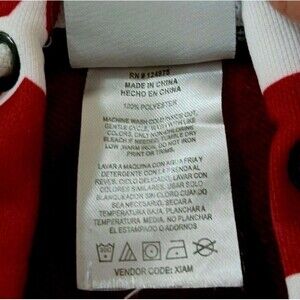 RN # 124975
MADE IN CHINA
HECHO EN CHINA
100% POLYESTER
MACHINE WASH COLD INSIDE OUT,
GENTLE CYCLE, WASH WITH LIKE
COLORS, ONLY NON-CHLORINE
BLEACH IF NEEDED. TUMBLE DRY
LOW, WARM IRON, DO NOT IRON
PRINT OR TRIMS.
LAVAR A MAQUINA CON AGUA FRIA Y
DETERGENTE CON LA PRENDA AL
REVES, CICLO DELICADO, LAVAR CON
COLORES SIMILARES. USAR SOLO
BLANQUEADOR SIN CLORO CUANDO
SEA NECESARIO, SECAR A
TEMPERATURA BAJA, PLANCHAR A
TEMPERATURA MEDIA, NO PLANCHAR
EL ESTAMPADO O ADORNOS
VENDOR CODE: XIAM